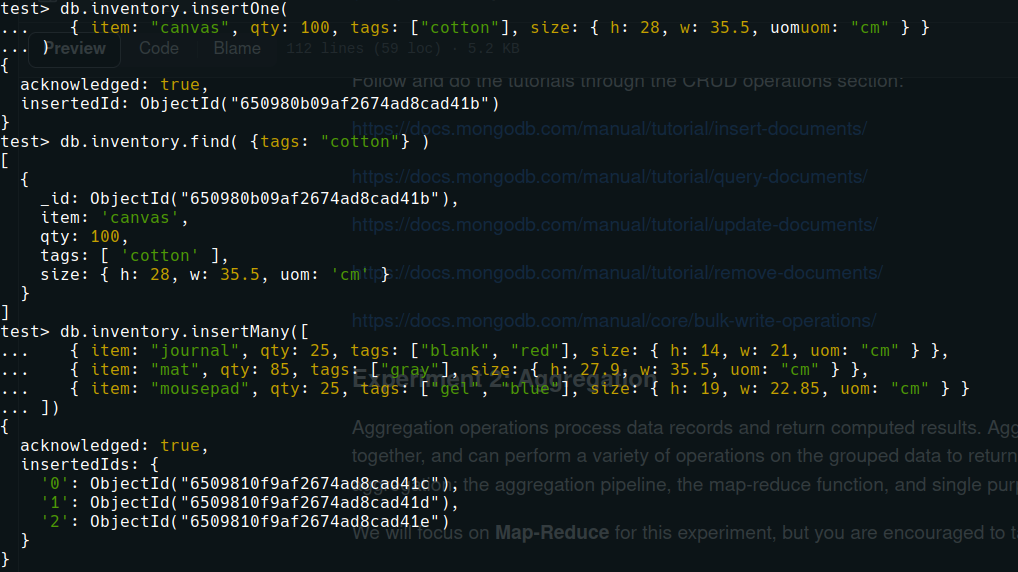 test> db.inventory.insertOne(
...    { item: "canvas", qty: 100, tags: ["cotton"], size: { h: 28, w: 35.5, uomuom: "cm" } }
... )
Preview Code Blame 112 lines (59 loc) · 5.2 KB
{
  acknowledged: true,
  insertedId: ObjectId("650980b09af2674ad8cad41b")
}
test> db.inventory.find( {tags: "cotton"} )
[
  {
    _id: ObjectId("650980b09af2674ad8cad41b"),
    item: 'canvas',
    qty: 100,
    tags: [ 'cotton' ],
    size: { h: 28, w: 35.5, uom: 'cm' }
  }
]
test> db.inventory.insertMany([
...    { item: "journal", qty: 25, tags: ["blank", "red"], size: { h: 14, w: 21, uom: "cm" } },
...    { item: "mat", qty: 85, tags: ["gray"], size: { h: 27.9, w: 35.5, uom: "cm" } },
...    { item: "mousepad", qty: 25, tags: ["gel", "blue"], size: { h: 19, w: 22.85, uom: "cm" } }
... ])
{
  acknowledged: true,
  insertedIds: {
    '0': ObjectId("6509810f9af2674ad8cad41c"),
    '1': ObjectId("6509810f9af2674ad8cad41d"),
    '2': ObjectId("6509810f9af2674ad8cad41e")
  }
}
Follow and do the tutorials through the CRUD operations section:
https://docs.mongodb.com/manual/tutorial/insert-documents/
https://docs.mongodb.com/manual/tutorial/query-documents/
https://docs.mongodb.com/manual/tutorial/update-documents/
https://docs.mongodb.com/manual/tutorial/remove-documents/
https://docs.mongodb.com/manual/core/bulk-write-operations/
Experiment 2: Aggregation
Aggregation operations process data records and return computed results.
together, and can perform a variety of operations on the grouped data to return
the aggregation pipeline, the map-reduce function, and single
We will focus on Map-Reduce for this experiment, but you are encouraged to